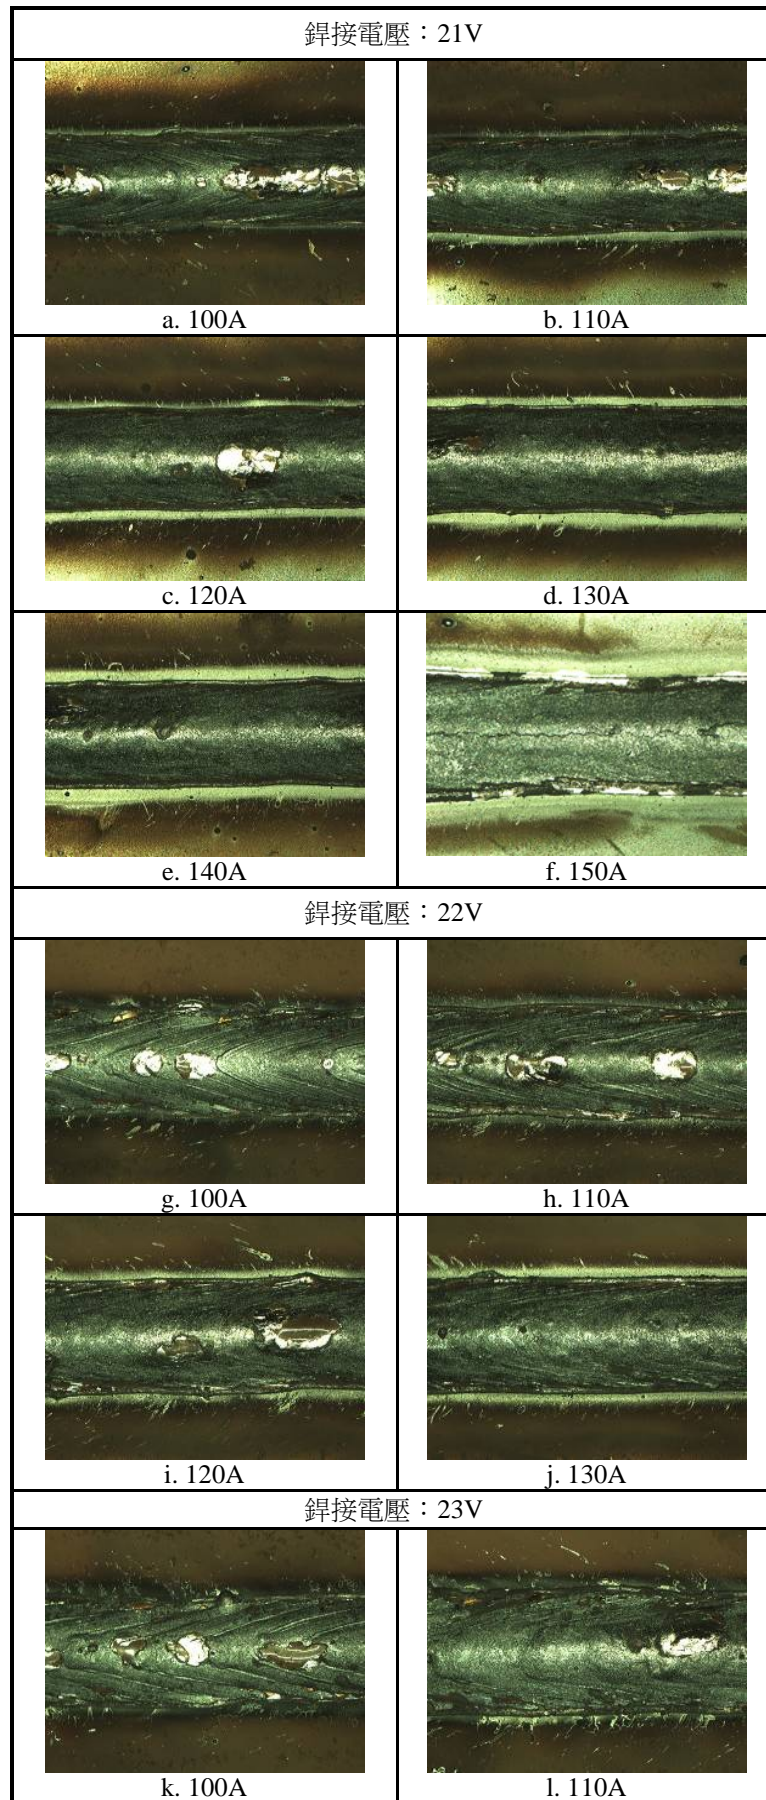 銲接電壓：21V
a. 100A
b. 110A
c. 120A
d. 130A
e. 140A
f. 150A
銲接電壓：22V
g. 100A
h. 110A
i. 120A
j. 130A
銲接電壓：23V
k. 100A
l. 110A